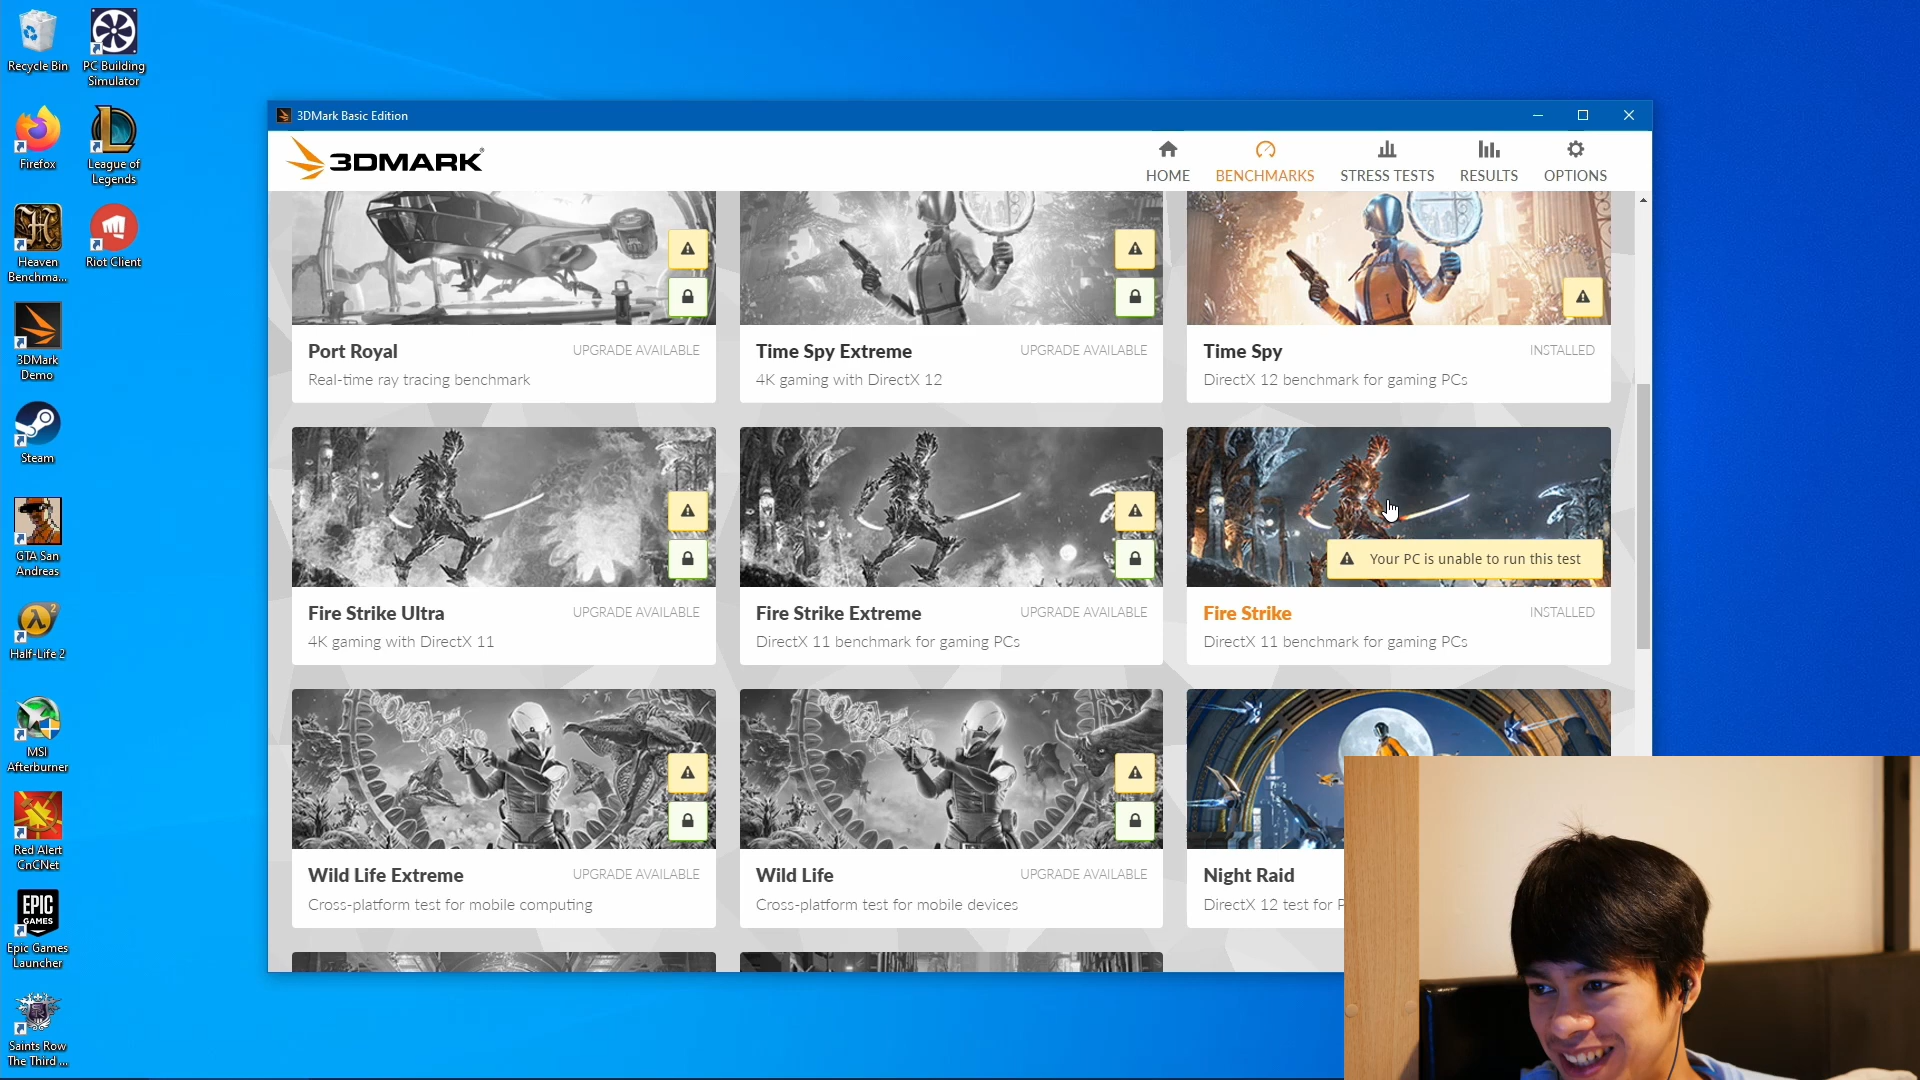 Recycle Bin
PC Building
Simulator
Firefox
League of
Legends
Heaven
Benchma...
Riot Client
3DMark
Demo
Steam
GTA San
Andreas
Half-Life 2
MSI
Afterburner
Red Alert
CnCNet
EPIC
GAMES
Epic Games
Launcher
Saints Row
The Third ...
3DMark Basic Edition
3DMARK
HOME
BENCHMARKS
STRESS TESTS
RESULTS
OPTIONS
Port Royal
UPGRADE AVAILABLE
Real-time ray tracing benchmark
Time Spy Extreme
UPGRADE AVAILABLE
4K gaming with DirectX 12
Time Spy
INSTALLED
DirectX 12 benchmark for gaming PCs
Fire Strike Ultra
UPGRADE AVAILABLE
4K gaming with DirectX 11
Fire Strike Extreme
UPGRADE AVAILABLE
DirectX 11 benchmark for gaming PCs
Your PC is unable to run this test
Fire Strike
INSTALLED
DirectX 11 benchmark for gaming PCs
Wild Life Extreme
UPGRADE AVAILABLE
Cross-platform test for mobile computing
Wild Life
UPGRADE AVAILABLE
Cross-platform test for mobile devices
Night Raid
DirectX 12 test for